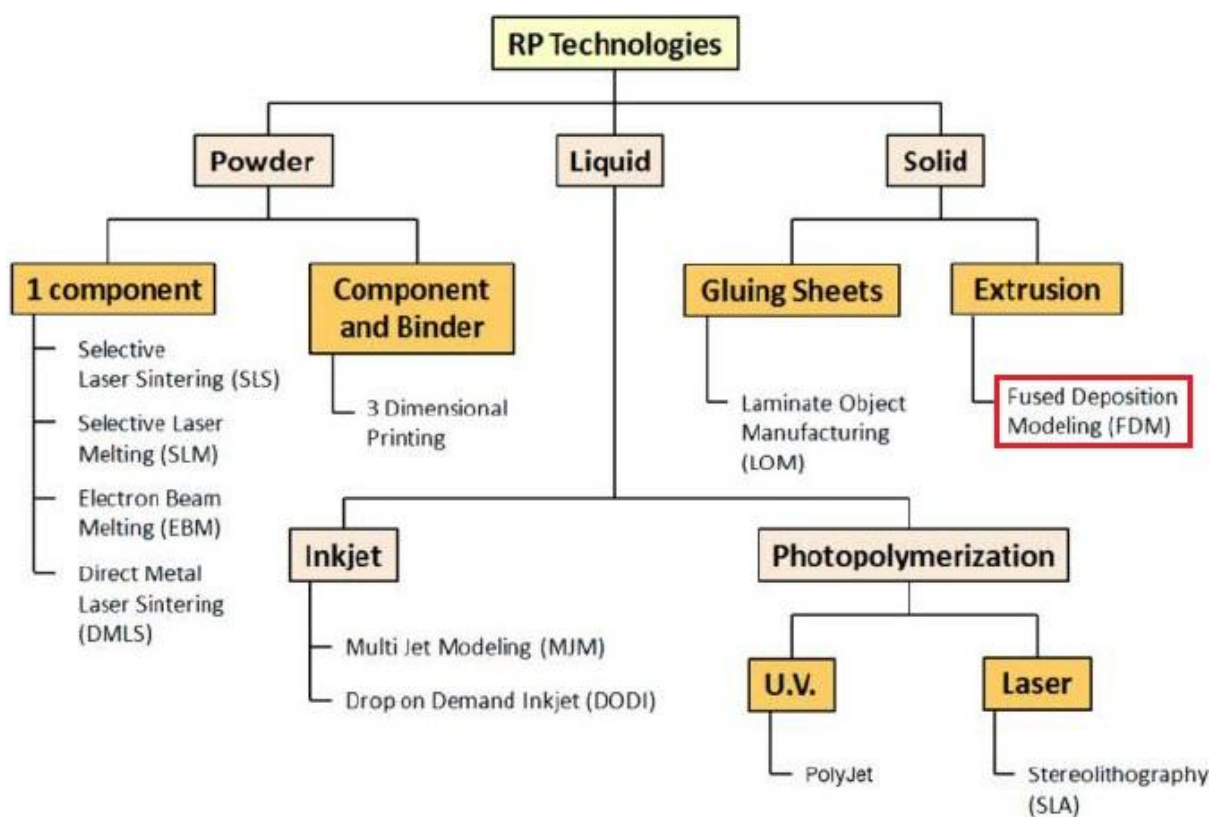 RP Technologies
Powder
Liquid
Solid
1 component
Component
and Binder
Gluing Sheets
Extrusion
Selective
Laser Sintering (SLS)
Selective Laser
Melting (SLM)
Electron Beam
Melting (EBM)
Direct Metal
Laser Sintering
(DMLS)
3 Dimensional
Printing
Laminate Object
Manufacturing
(LOM)
Fused Deposition
Modeling (FDM)
Inkjet
Photopolymerization
Multi Jet Modeling (MJM)
Drop on Demand Inkjet (DODI)
U.V.
Laser
PolyJet
Stereolithography
(SLA)